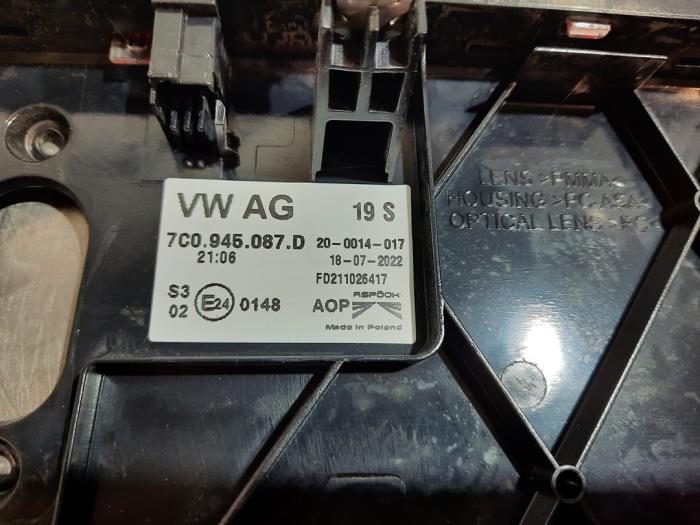 VW AG 19 S
7C0.945.087.D 20-0014-017
21:06 18-07-2022
FD211026417
S3
02 E24 0148 AOP ASPÖCK
Made in Poland
LENS >PMMA<
HOUSING >PC-ASA<
OPTICAL LENS >PC<